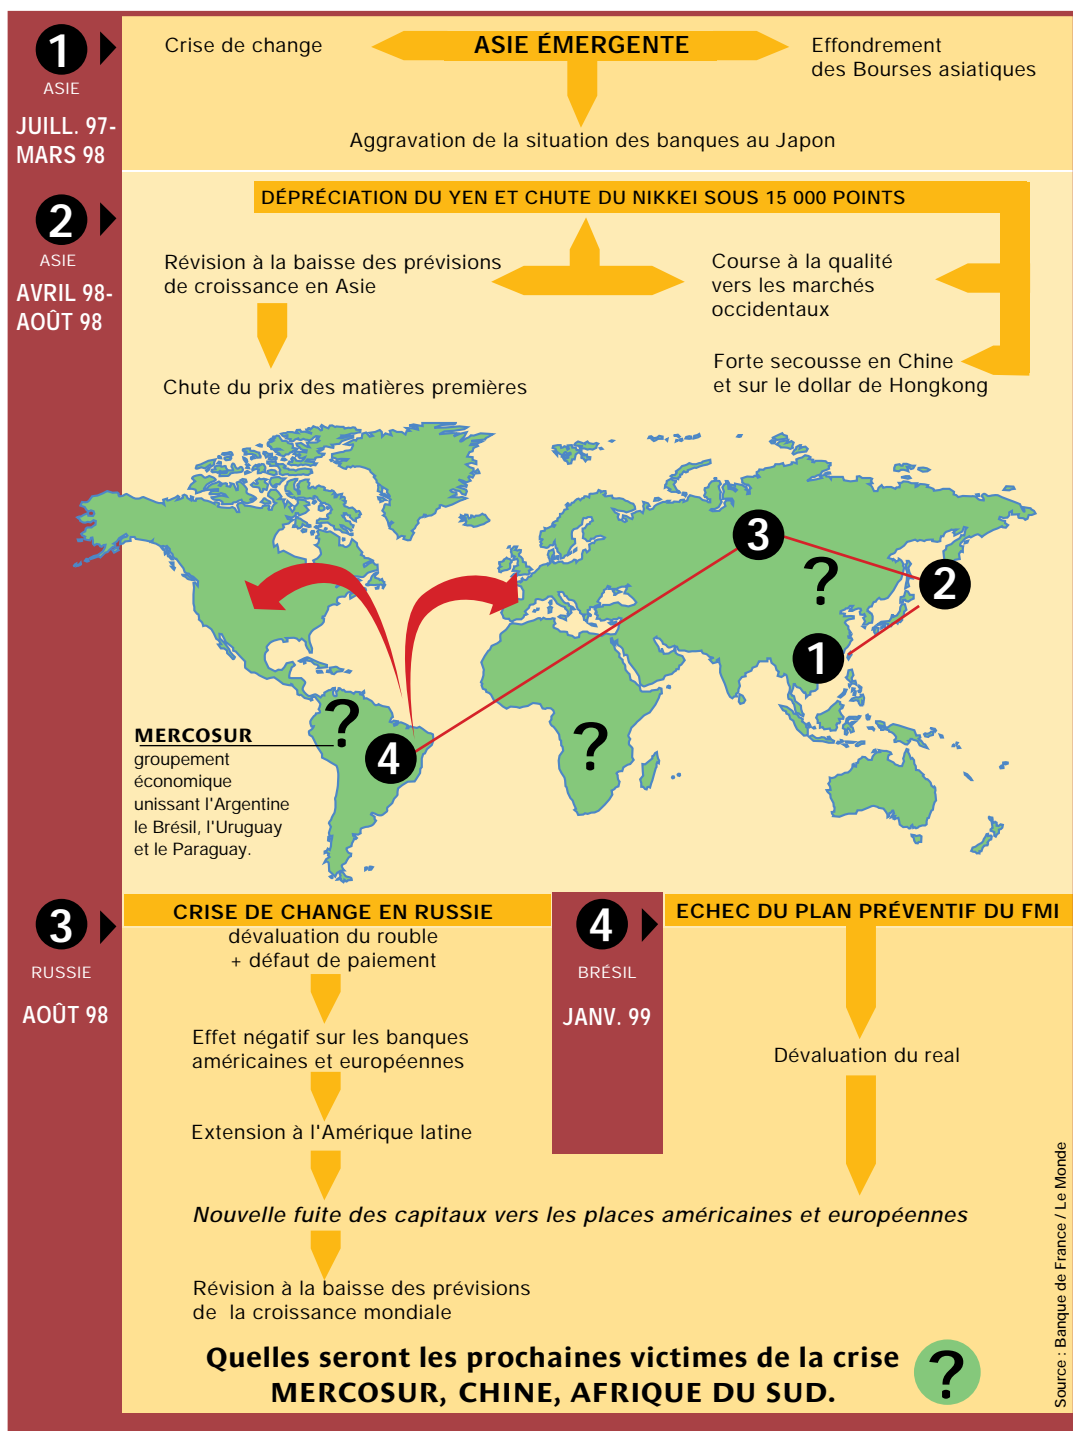 1
ASIE
JUILL. 97-
MARS 98
Crise de change
ASIE ÉMERGENTE
Effondrement
des Bourses asiatiques
Aggravation de la situation des banques au Japon
2
ASIE
AVRIL 98-
AOÛT 98
DÉPRÉCIATION DU YEN ET CHUTE DU NIKKEI SOUS 15 000 POINTS
Révision à la baisse des prévisions
de croissance en Asie
Course à la qualité
vers les marchés
occidentaux
Chute du prix des matières premières
Forte secousse en Chine
et sur le dollar de Hongkong
3
?
2
1
?
4
?
MERCOSUR
groupement
économique
unissant l'Argentine
le Brésil, l'Uruguay
et le Paraguay.
3
RUSSIE
AOÛT 98
CRISE DE CHANGE EN RUSSIE
dévaluation du rouble
+ défaut de paiement
Effet négatif sur les banques
américaines et européennes
Extension à l'Amérique latine
4
BRÉSIL
JANV. 99
ECHEC DU PLAN PRÉVENTIF DU FMI
Dévaluation du real
Nouvelle fuite des capitaux vers les places américaines et européennes
Révision à la baisse des prévisions
de la croissance mondiale
Quelles seront les prochaines victimes de la crise
MERCOSUR, CHINE, AFRIQUE DU SUD.
?
Source : Banque de France / Le Monde